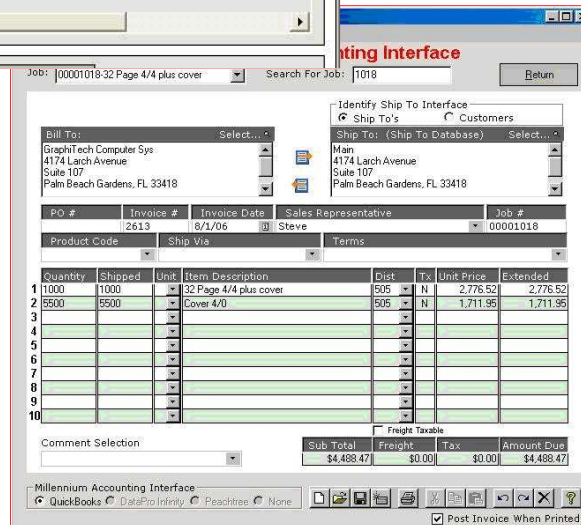 nting Interface
Job: 00001018-32 Page 4/4 plus cover Search For Job: 1018 Return
Identify Ship To Interface
Ship To's Customers
Bill To: Select... Ship To: (Ship To Database) Select...
GraphiTech Computer Sys Main
4174 Larch Avenue 4174 Larch Avenue
Suite 107 Suite 107
Palm Beach Gardens, FL 33418 Palm Beach Gardens, FL 33418
PO # Invoice # Invoice Date Sales Representative Job #
2613 8/1/06 Steve 00001018
Product Code Ship Via Terms
Quantity Shipped Unit Item Description Dist Tx Unit Price Extended
1 1000 1000 32 Page 4/4 plus cover 505 N 2,776.52 2,776.52
2 5500 5500 Cover 4/0 505 N 1,711.95 1,711.95
3
4
5
6
7
8
9
10
Freight Taxable
Comment Selection Sub Total Freight Tax Amount Due
$4,488.47 $0.00 $0.00 $4,488.47
Millennium Accounting Interface
QuickBooks DataPro Infinity Peachtree None
Post Invoice When Printed